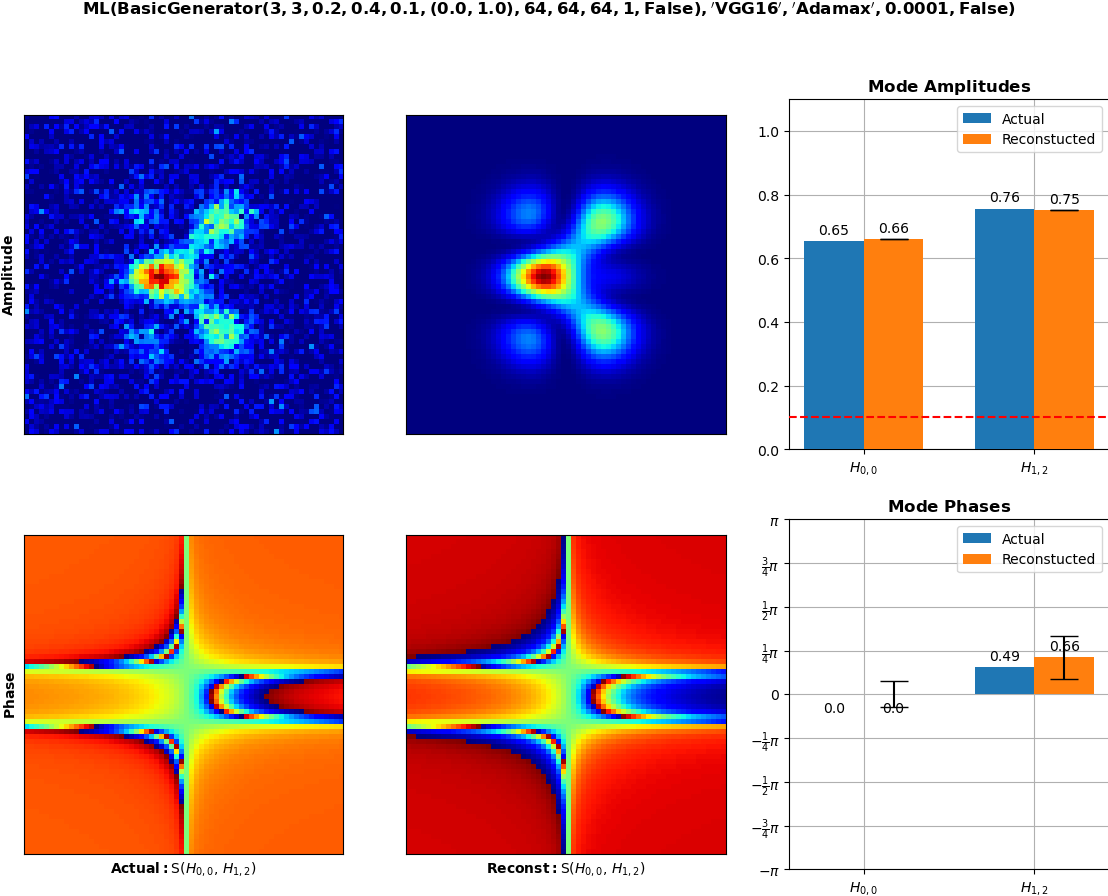 ML(BasicGenerator(3, 3, 0.2, 0.4, 0.1, (0.0, 1.0), 64, 64, 64, 1, False), 'VGG16', 'Adamax', 0.0001, False)
Amplitude
Mode Amplitudes
Actual
Reconstucted
1.0
0.8
0.6
0.4
0.2
0.0
0.65
0.66
0.76
0.75
H₀,₀
H₁,₂
Phase
Actual: S(H₀,₀, H₁,₂)
Reconst: S(H₀,₀, H₁,₂)
Mode Phases
Actual
Reconstucted
π
3/4π
1/2π
1/4π
0
−1/4π
−1/2π
−3/4π
−π
0.0
0.0
0.49
0.66
H₀,₀
H₁,₂